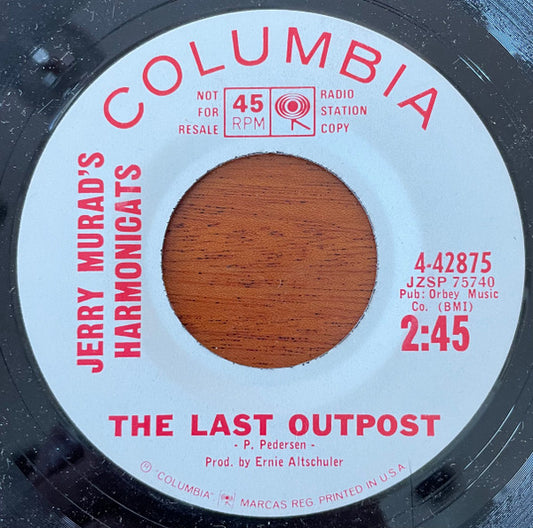 COLUMBIA
NOT
FOR
RESALE
45
RPM
RADIO
STATION
COPY
JERRY MURAD'S
HARMONICATS
4-42875
JZSP 75740
Pub: Orbey Music
Co. (BMI)
2:45
THE LAST OUTPOST
- P. Pedersen -
Prod. by Ernie Altschuler
℗ "COLUMBIA" MARCAS REG. PRINTED IN U.S.A.